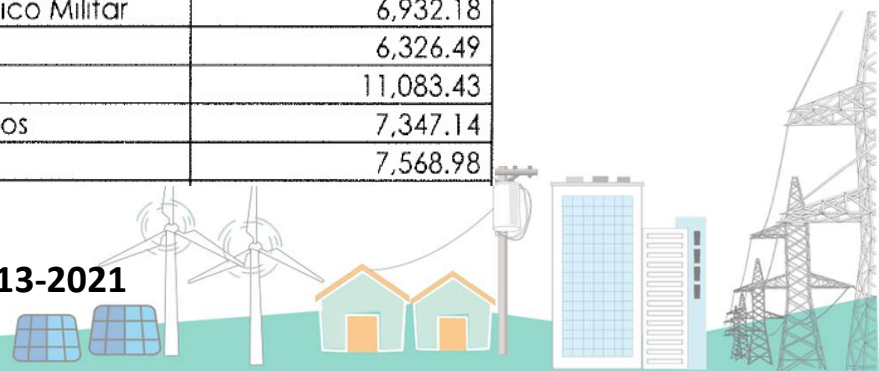 ico Militar 6,932.18
6,326.49
11,083.43
os 7,347.14
7,568.98
13-2021